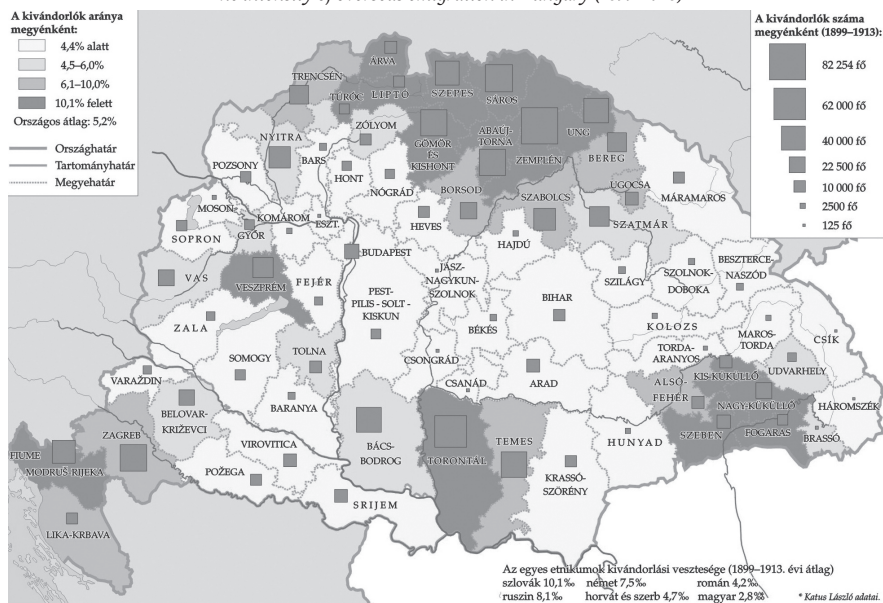 A kivándorlók aránya
megyénként:
4,4% alatt
4,5–6,0%
6,1–10,0%
10,1% felett
Országos átlag: 5,2%
Országhatár
Tartományhatár
Megyehatár
A kivándorlók száma
megyénként (1899–1913):
82 254 fő
62 000 fő
40 000 fő
22 500 fő
10 000 fő
2500 fő
125 fő
ÁRVA
TRENCSÉN
TURÓC
LIPTÓ
SZEPES
SÁROS
NYITRA
ZÓLYOM
BARS
POZSONY
HONT
NÓGRÁD
GÖMÖR
ÉS
KISHONT
ABAÚJ-
TORNA
ZEMPLÉN
UNG
BEREG
UGOCSA
MÁRAMAROS
BORSOD
SZABOLCS
SZATMÁR
MOSON
SOPRON
GYŐR
KOMÁROM
ESZT.
HEVES
HAJDÚ
BUDAPEST
VAS
VESZPRÉM
FEJÉR
JÁSZ-
NAGYKUN-
SZOLNOK
PEST-
PILIS - SOLT -
KISKUN
BIHAR
SZILÁGY
SZOLNOK-
DOBOKA
BESZTERCE-
NASZÓD
ZALA
SOMOGY
TOLNA
BARANYA
BÉKÉS
CSONGRÁD
CSANÁD
ARAD
KOLOZS
TORDA-
ARANYOS
MAROS-
TORDA
CSÍK
UDVARHELY
KIS-KÜKÜLLŐ
ALSÓ-
FEHÉR
NAGY-KÜKÜLLŐ
HÁROMSZÉK
HUNYAD
SZEBEN
FOGARAS
BRASSÓ
VARAŽDIN
BELOVAR-
KRIŽEVCI
ZAGREB
FIUME
MODRUŠ-RIJEKA
LIKA-KRBAVA
VIROVITICA
POŽEGA
SRIJEM
BÁCS-
BODROG
TORONTÁL
TEMES
KRASSÓ-
SZÖRÉNY
Az egyes etnikumok kivándorlási vesztesége (1899–1913. évi átlag)
szlovák 10,1‰ német 7,5‰ román 4,2‰
ruszin 8,1‰ horvát és szerb 4,7‰ magyar 2,8‰
* Katus László adatai.